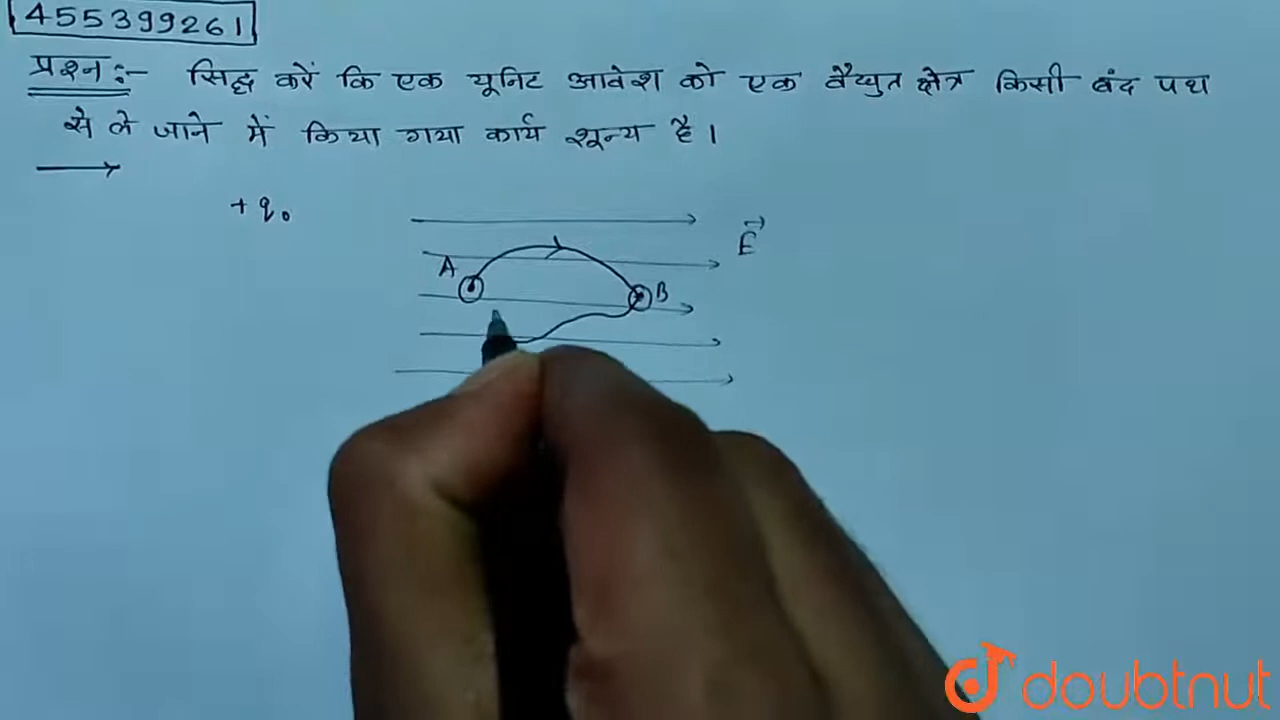 455399261
प्रश्न :- सिद्ध करें कि एक यूनिट आवेश को एक वैद्युत क्षेत्र किसी बंद पथ
से ले जाने में किया गया कार्य शून्य है।
+q₀
E⃗
A
B
doubtnut